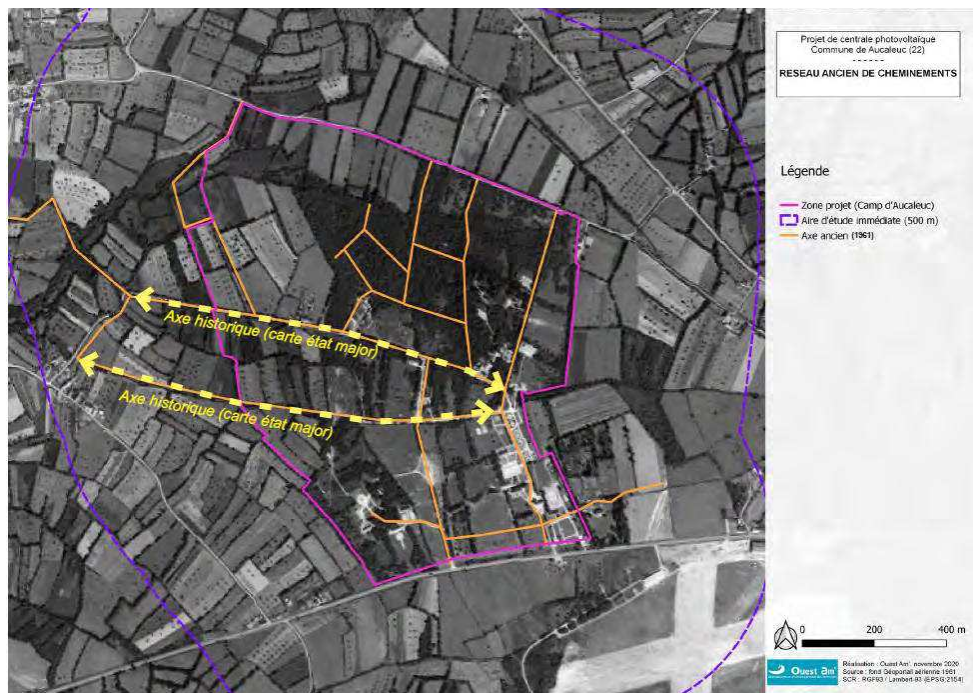 Projet de centrale photovoltaïque
Commune de Aucaleuc (22)
------
RESEAU ANCIEN DE CHEMINEMENTS
Légende
Zone projet (Camp d'Aucaleuc)
Aire d'étude immédiate (500 m)
Axe ancien (1961)
Axe historique (carte état major)
Axe historique (carte état major)
0 200 400 m
Ouest Am'
Réalisation : Ouest Am', novembre 2020
Source : fond Géoportail aérienne 1961
SCR : RGF93 / Lambert-93 (EPSG:2154)